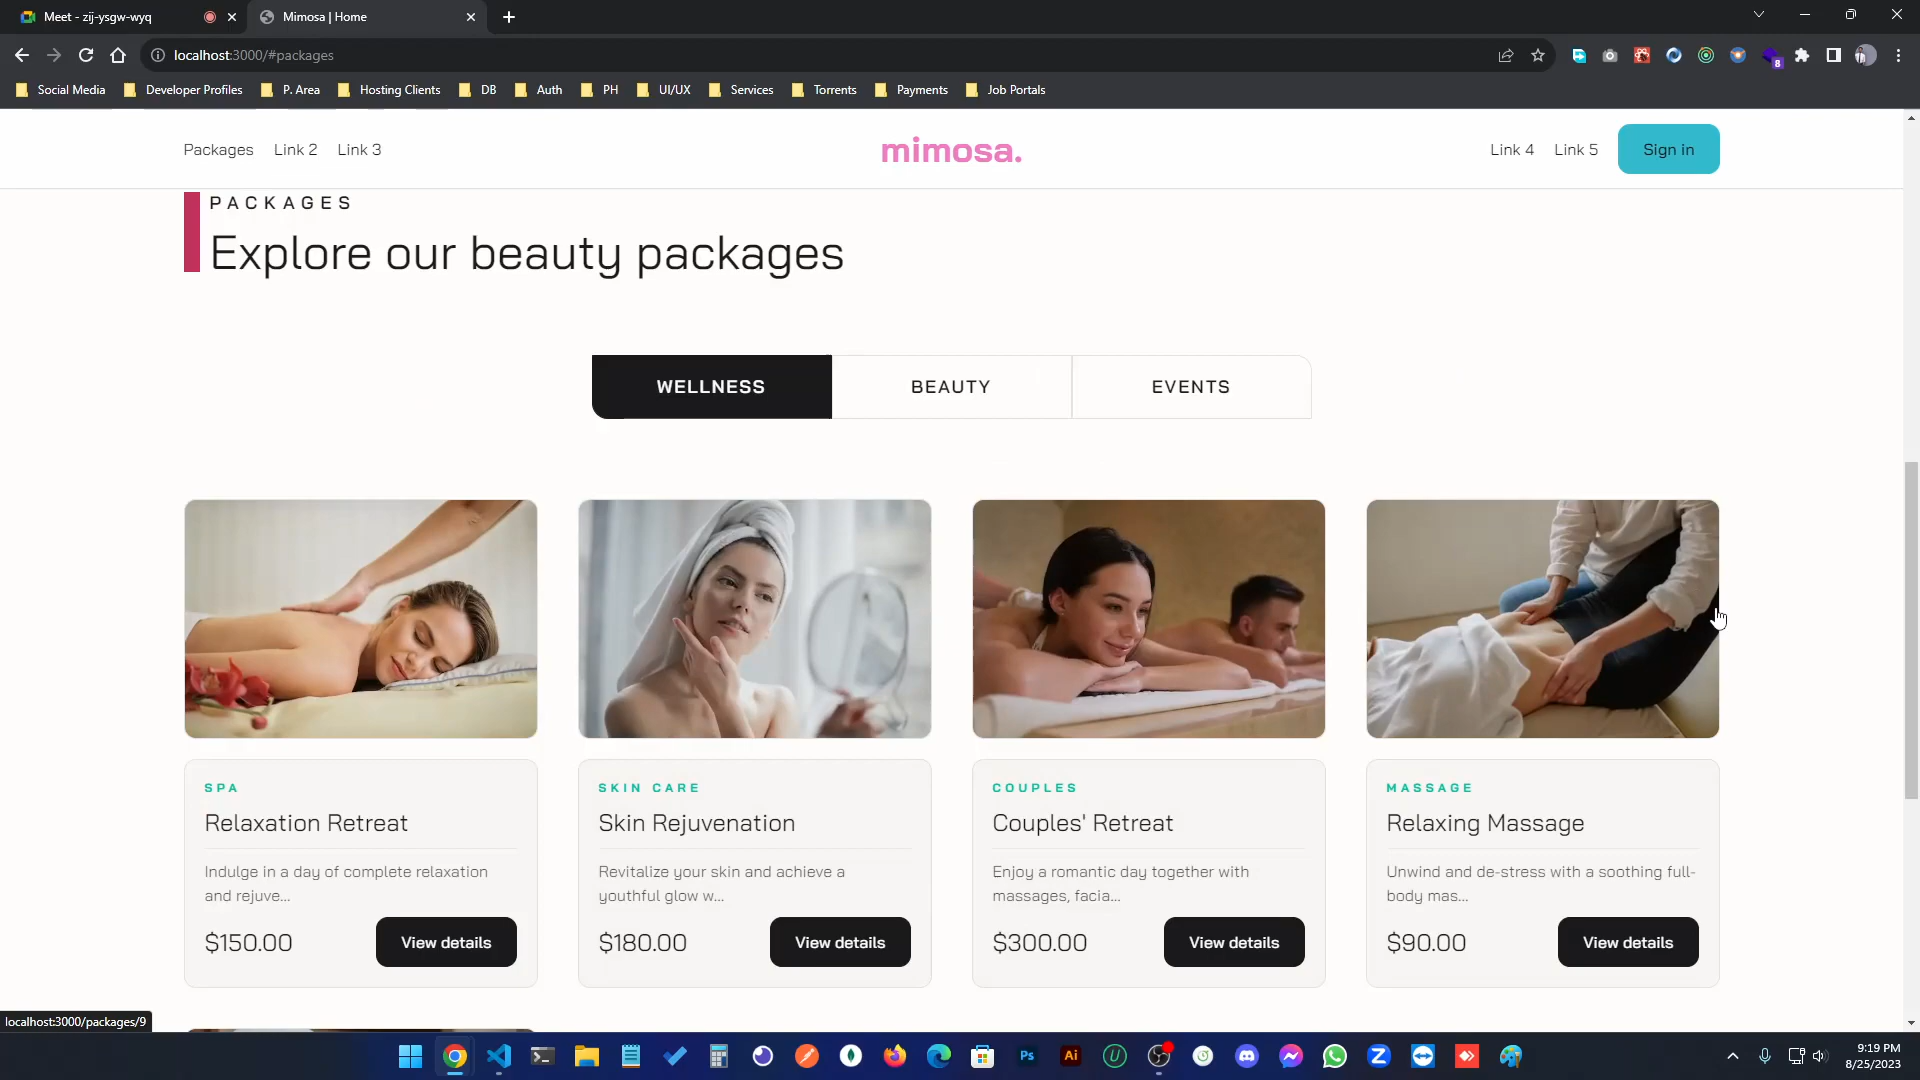 Meet - zij-ysgw-wyq
Mimosa | Home
localhost:3000/#packages
8
Social Media Developer Profiles P. Area Hosting Clients DB Auth PH UI/UX Services Torrents Payments Job Portals
Packages Link 2 Link 3
mimosa.
Link 4 Link 5 Sign in
PACKAGES
Explore our beauty packages
WELLNESS BEAUTY EVENTS
SPA
Relaxation Retreat
Indulge in a day of complete relaxation
and rejuve...
$150.00 View details
SKIN CARE
Skin Rejuvenation
Revitalize your skin and achieve a
youthful glow w...
$180.00 View details
COUPLES
Couples' Retreat
Enjoy a romantic day together with
massages, facia...
$300.00 View details
MASSAGE
Relaxing Massage
Unwind and de-stress with a soothing full-
body mas...
$90.00 View details
localhost:3000/packages/9
Ps
Ai
U
Z
9:19 PM
8/25/2023